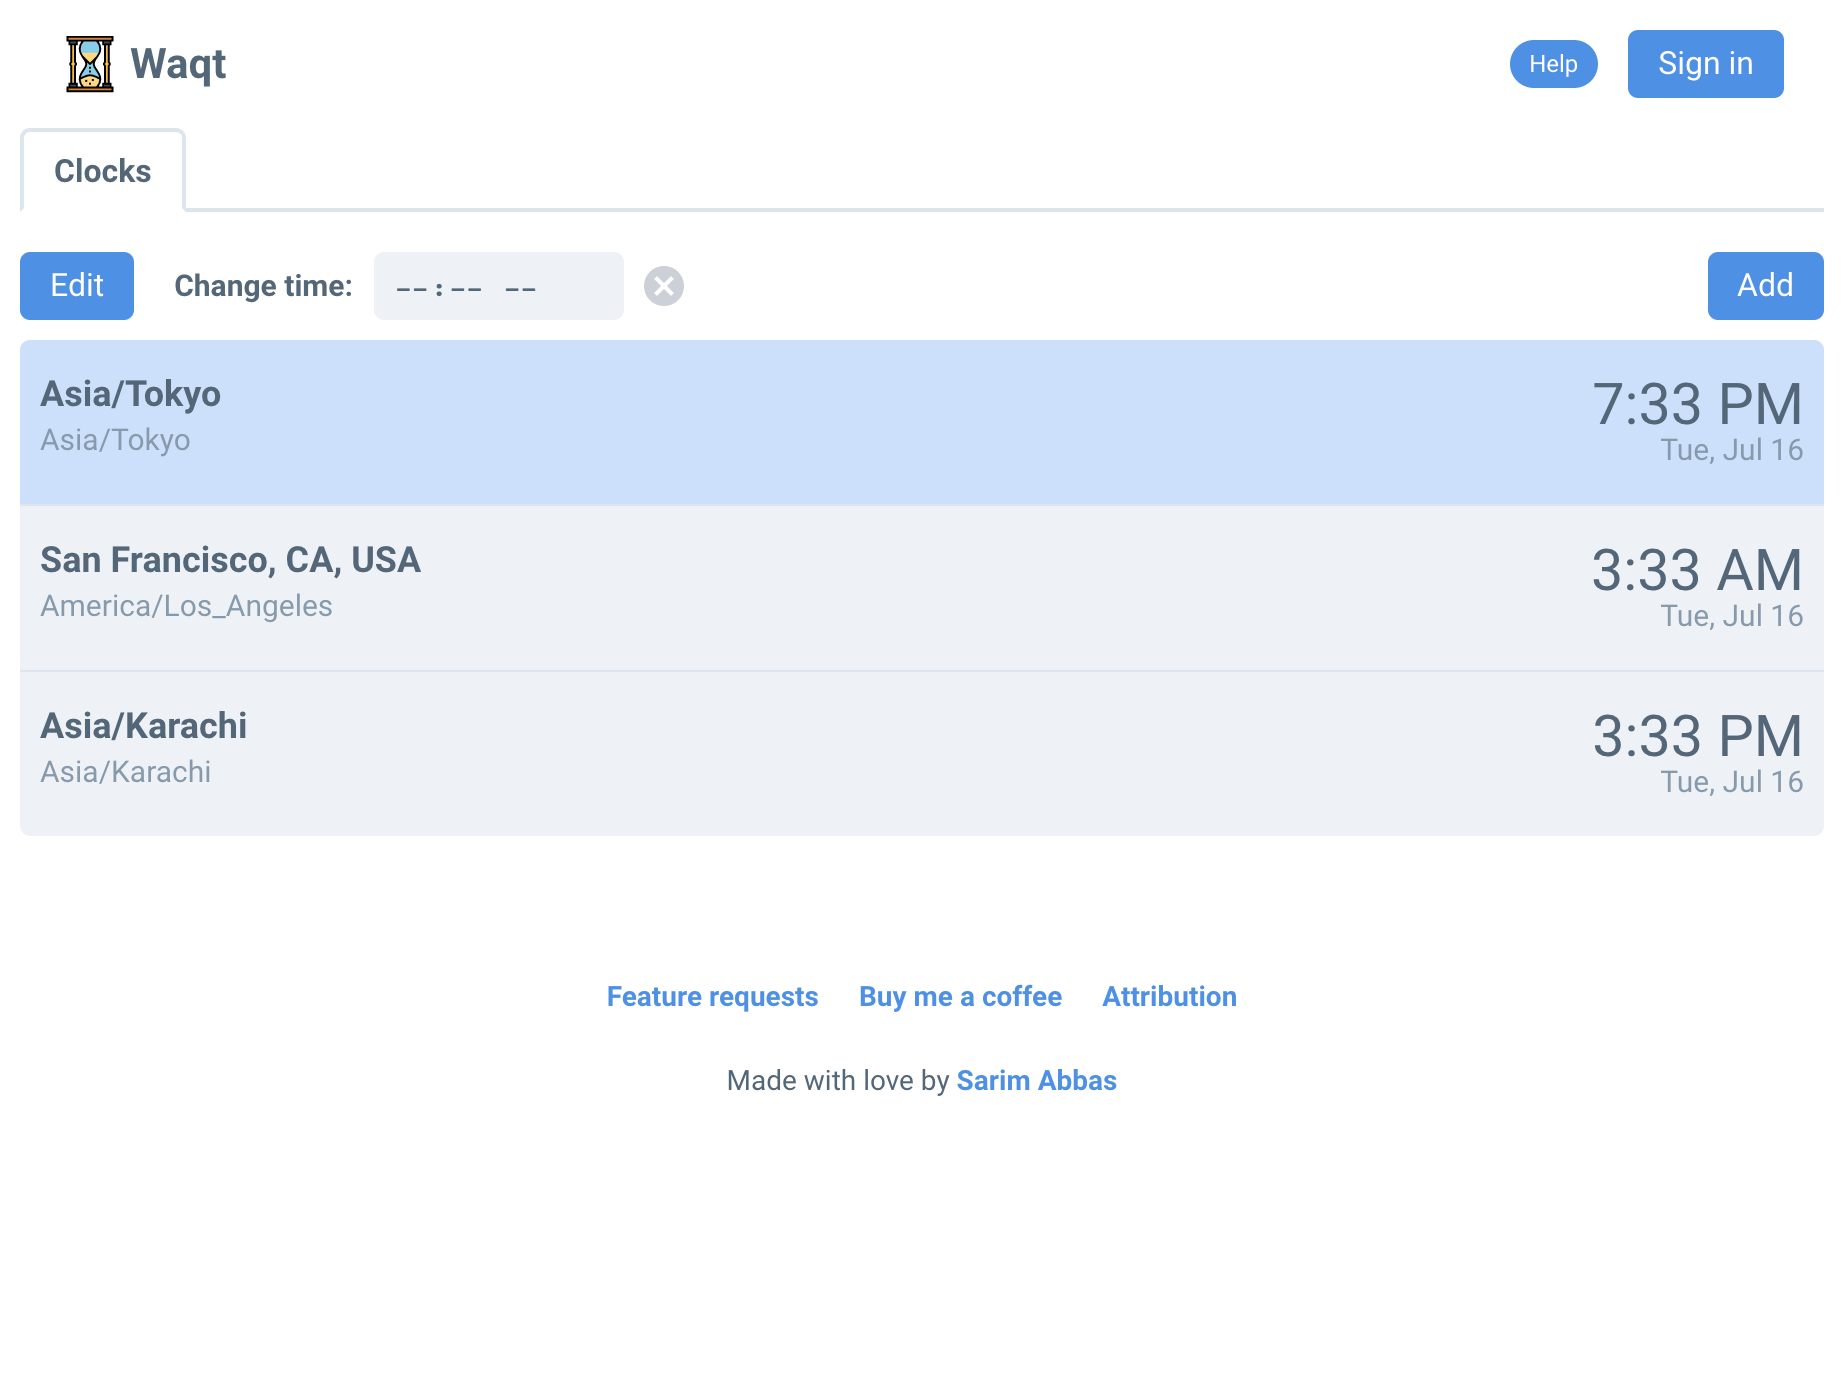 Waqt
Help
Sign in
Clocks
Edit
Change time:
--:-- --
Add
Asia/Tokyo
Asia/Tokyo
7:33 PM
Tue, Jul 16
San Francisco, CA, USA
America/Los_Angeles
3:33 AM
Tue, Jul 16
Asia/Karachi
Asia/Karachi
3:33 PM
Tue, Jul 16
Feature requests
Buy me a coffee
Attribution
Made with love by Sarim Abbas